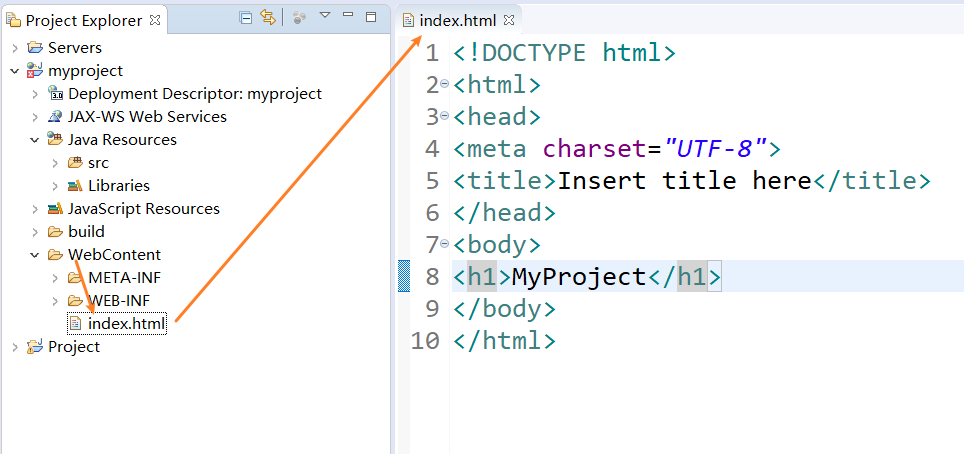 Project Explorer
Servers
myproject
3.0 Deployment Descriptor: myproject
JAX-WS Web Services
Java Resources
src
Libraries
JavaScript Resources
build
WebContent
META-INF
WEB-INF
index.html
Project
index.html
1 <!DOCTYPE html>
2 <html>
3 <head>
4 <meta charset="UTF-8">
5 <title>Insert title here</title>
6 </head>
7 <body>
8 <h1>MyProject</h1>
9 </body>
10 </html>